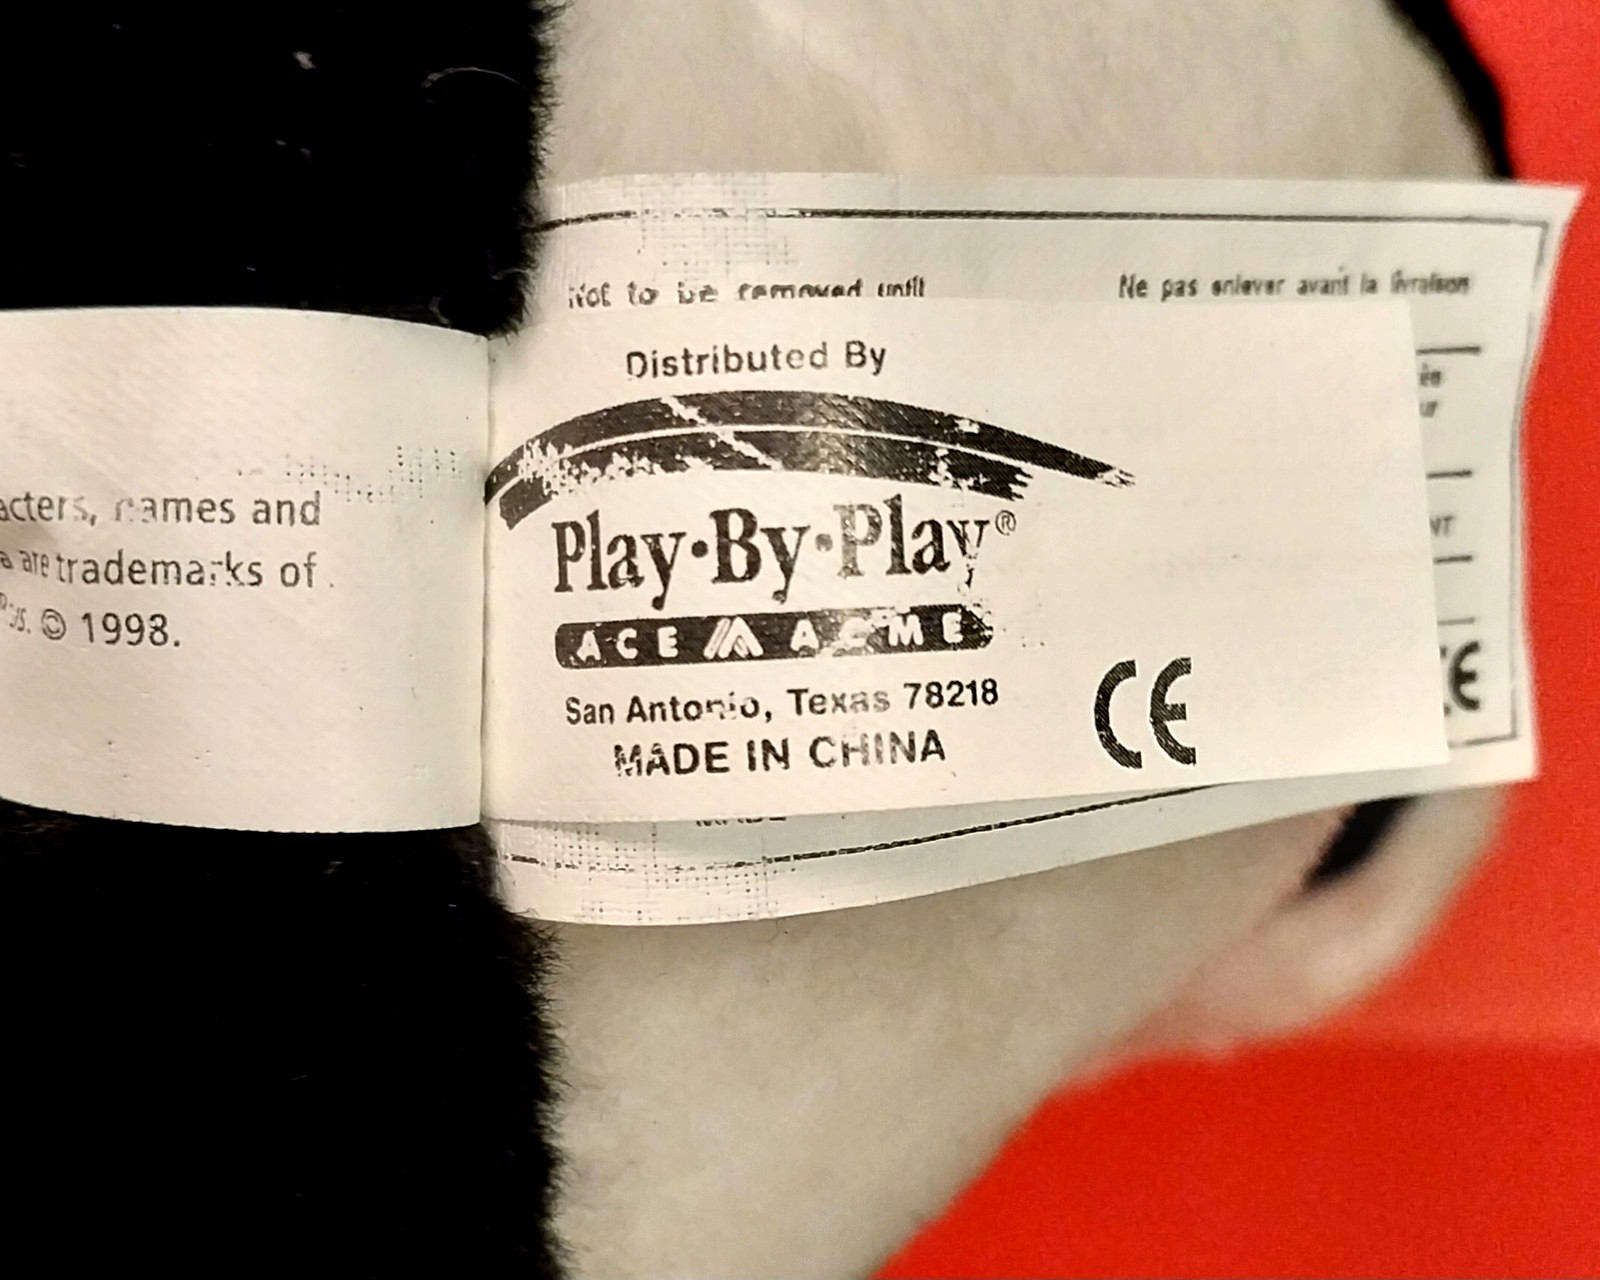 Not to be removed until
Ne pas enlever avant la livraison
Distributed By
Play·By·Play®
ACE ACME
San Antonio, Texas 78218
MADE IN CHINA
CE
acters, names and
a are trademarks of
© 1998.
CE